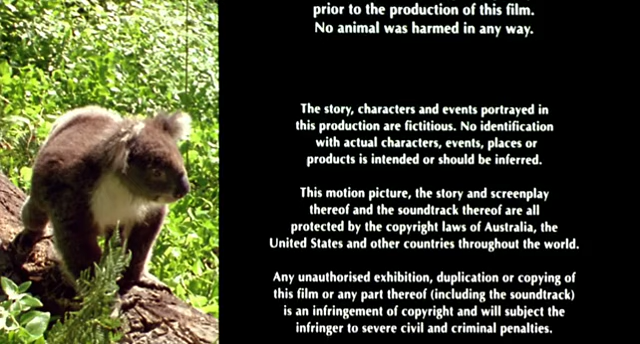 prior to the production of this film.
No animal was harmed in any way.
The story, characters and events portrayed in
this production are fictitious. No identification
with actual characters, events, places or
products is intended or should be inferred.
This motion picture, the story and screenplay
thereof and the soundtrack thereof are all
protected by the copyright laws of Australia, the
United States and other countries throughout the world.
Any unauthorised exhibition, duplication or copying of
this film or any part thereof (including the soundtrack)
is an infringement of copyright and will subject the
infringer to severe civil and criminal penalties.